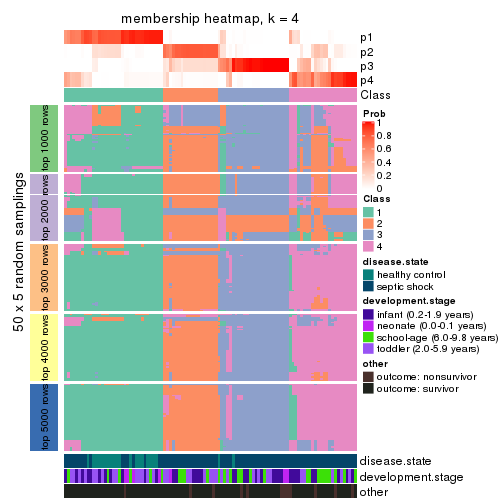 membership heatmap, k = 4
p1
p2
p3
p4
Class
50 x 5 random samplings
top 1000 rows
rows
top 2000 rows
top 3000 rows
top 4000 rows
top 5000 rows
Prob
1
0.8
0.6
0.4
0.2
0
Class
1
2
3
4
disease.state
healthy control
septic shock
development.stage
infant (0.2-1.9 years)
neonate (0.0-0.1 years)
school-age (6.0-9.8 years)
toddler (2.0-5.9 years)
other
outcome: nonsurvivor
outcome: survivor
disease.state
development.stage
other